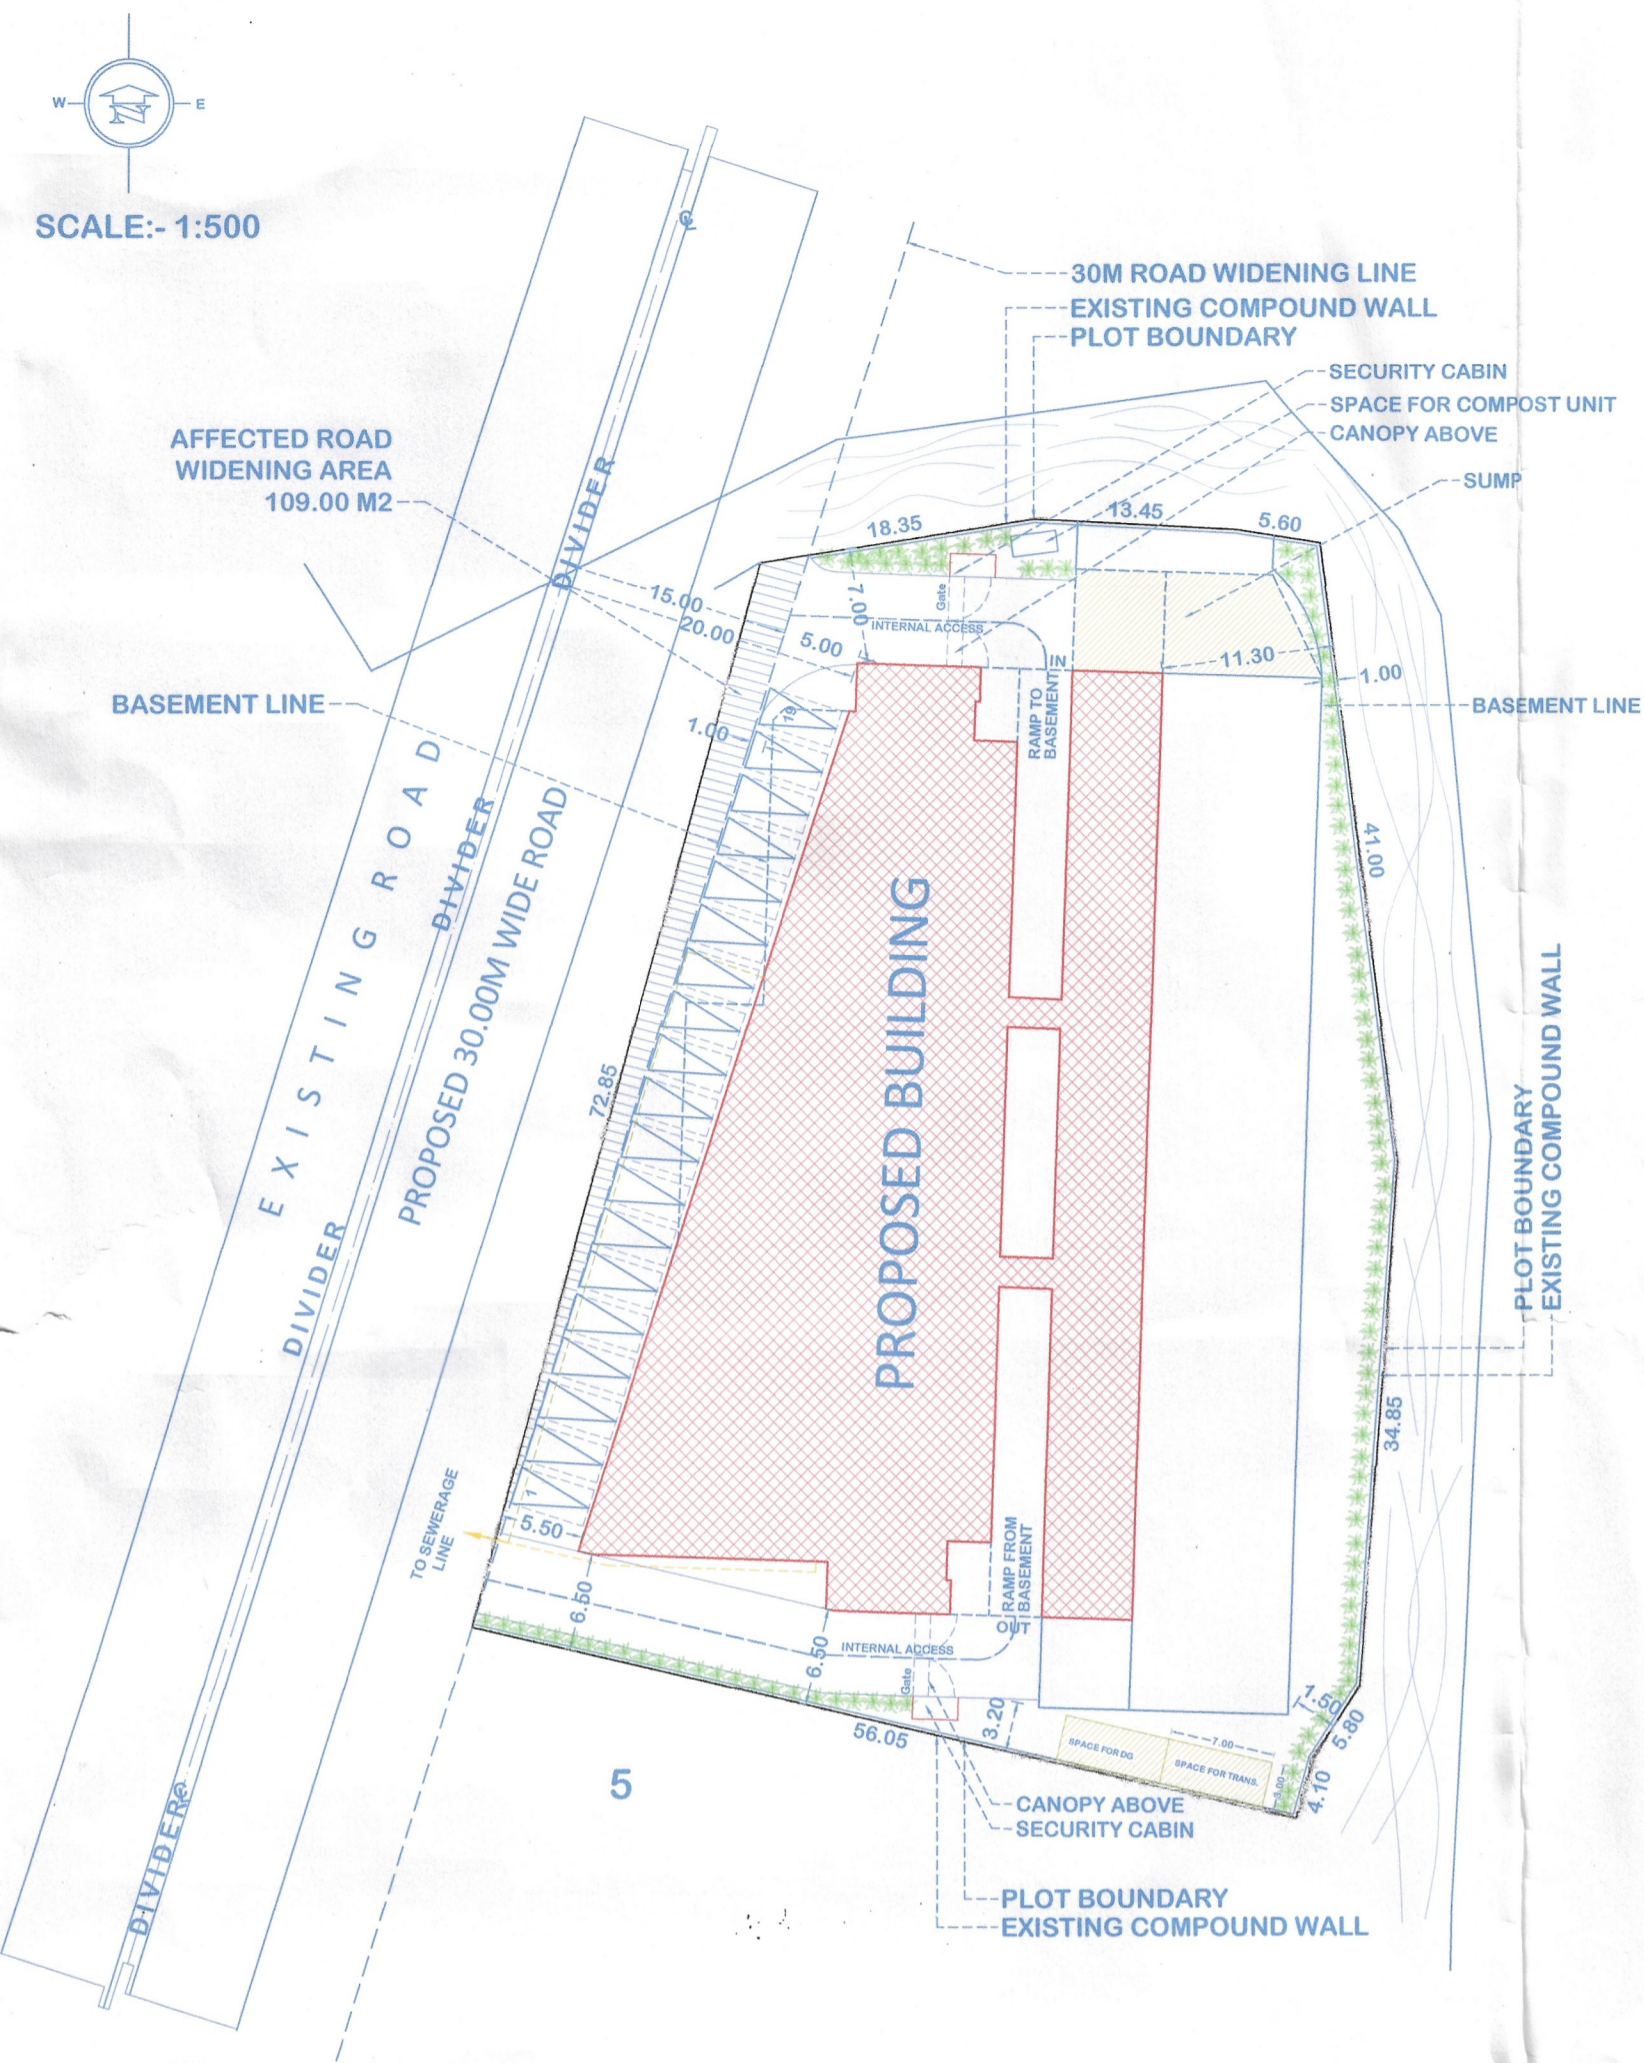 W
N
E
SCALE:- 1:500
30M ROAD WIDENING LINE
EXISTING COMPOUND WALL
PLOT BOUNDARY
SECURITY CABIN
SPACE FOR COMPOST UNIT
CANOPY ABOVE
SUMP
AFFECTED ROAD
WIDENING AREA
109.00 M2
DIVIDER
18.35
13.45
5.60
15.00
20.00
5.00
7.00
Gate
INTERNAL ACCESS
IN
11.30
1.00
BASEMENT LINE
BASEMENT LINE
1.00
19
RAMP TO
BASEMENT
41.00
EXISTING ROAD
DIVIDER
PROPOSED 30.00M WIDE ROAD
PROPOSED BUILDING
72.85
PLOT BOUNDARY
EXISTING COMPOUND WALL
DIVIDER
34.85
TO SEWERAGE
LINE
1
5.50
6.50
6.50
RAMP FROM
BASEMENT
OUT
INTERNAL ACCESS
Gate
56.05
3.20
SPACE FOR DG
7.00
SPACE FOR TRANS.
3.00
1.50
5.80
4.10
5
CANOPY ABOVE
SECURITY CABIN
DIVIDER
PLOT BOUNDARY
EXISTING COMPOUND WALL